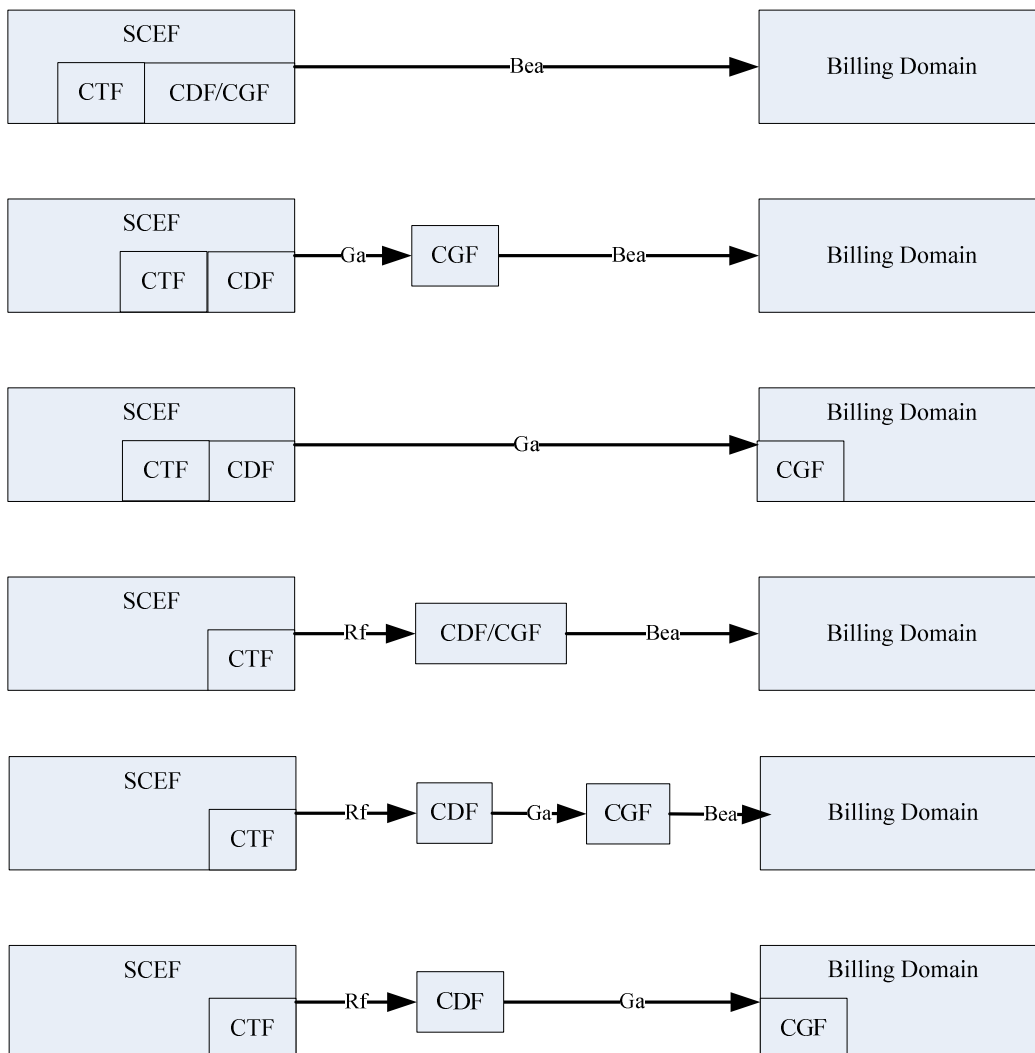 SCEF
CTF CDF/CGF
Bea
Billing Domain
SCEF
CTF CDF
Ga
CGF
Bea
Billing Domain
SCEF
CTF CDF
Ga
Billing Domain
CGF
SCEF
CTF
Rf
CDF/CGF
Bea
Billing Domain
SCEF
CTF
Rf
CDF
Ga
CGF
Bea
Billing Domain
SCEF
CTF
Rf
CDF
Ga
Billing Domain
CGF